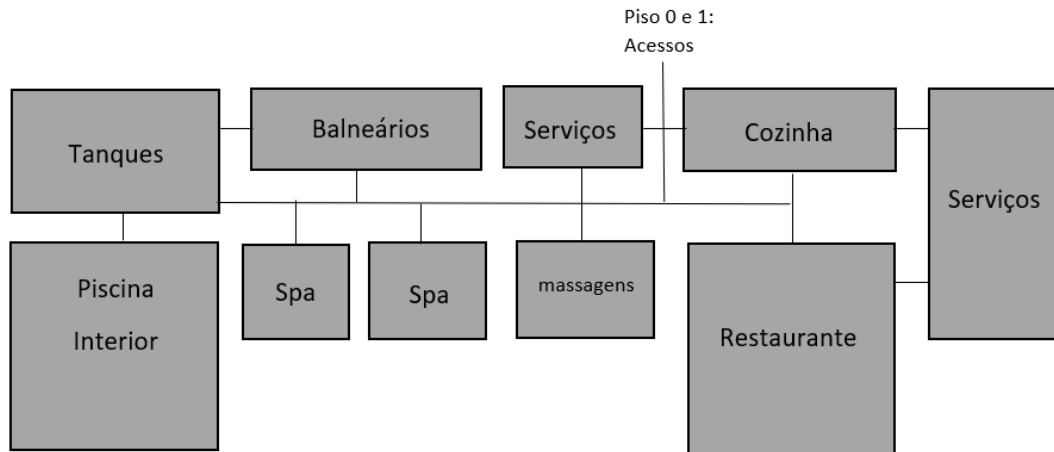 Piso 0 e 1:
Acessos
Tanques
Balneários
Serviços
Cozinha
Serviços
Piscina
Interior
Spa
Spa
massagens
Restaurante